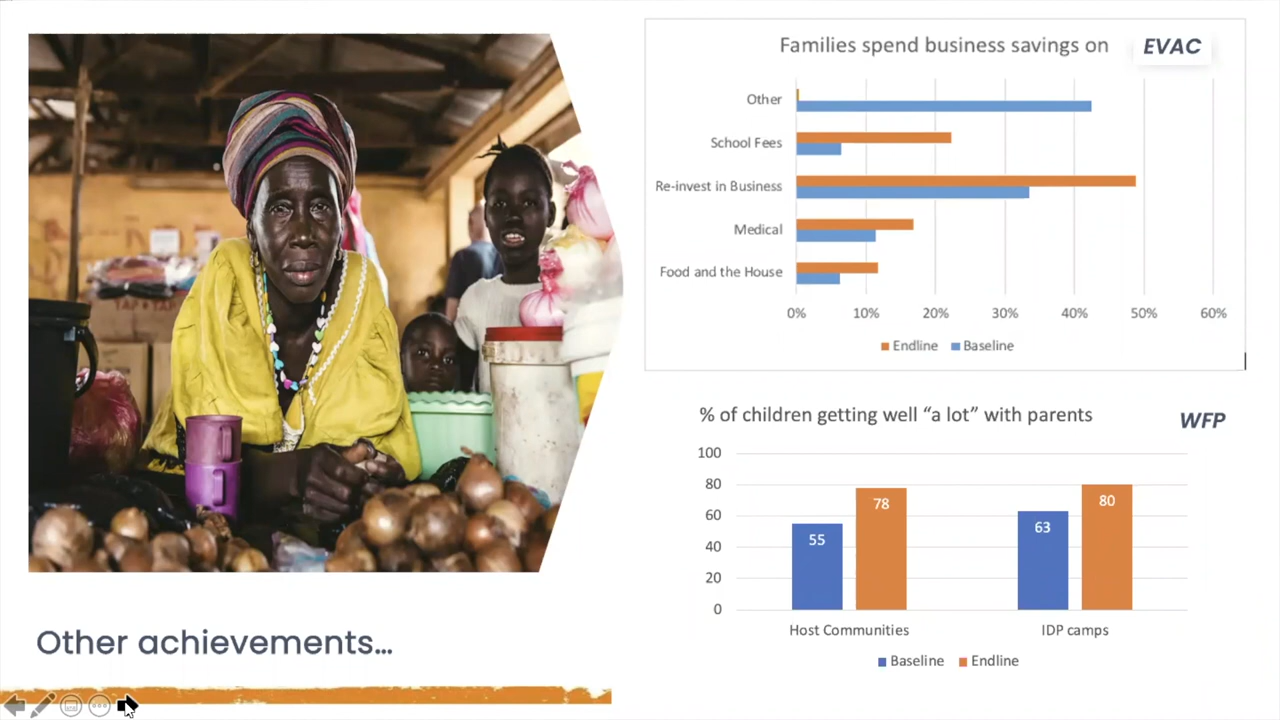 Families spend business savings on
EVAC
Other
School Fees
Re-invest in Business
Medical
Food and the House
0% 10% 20% 30% 40% 50% 60%
Endline Baseline
% of children getting well “a lot” with parents
WFP
100
80
60
40
20
0
55 78 63 80
Host Communities IDP camps
Baseline Endline
Other achievements...